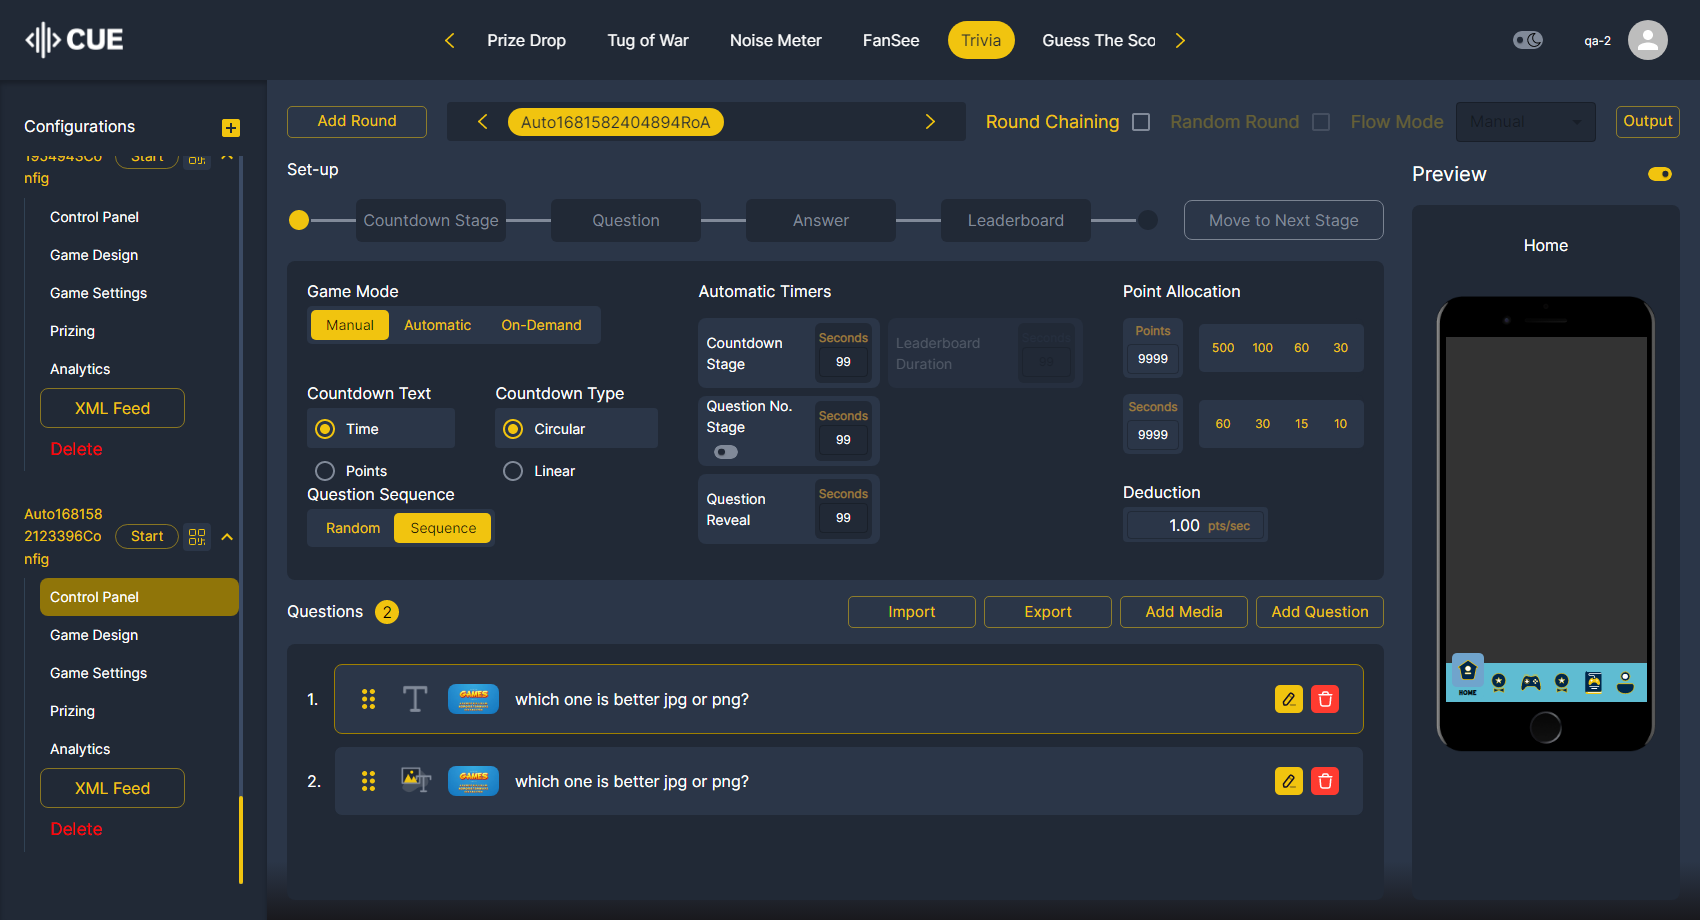 CUE
Prize Drop
Tug of War
Noise Meter
FanSee
Trivia
Guess The Sco
qa-2
Configurations
1954943Co
nfig
Start
Control Panel
Game Design
Game Settings
Prizing
Analytics
XML Feed
Delete
Auto168158
2123396Co
nfig
Start
Control Panel
Game Design
Game Settings
Prizing
Analytics
XML Feed
Delete
Add Round
Auto1681582404894RoA
Round Chaining
Random Round
Flow Mode
Manual
Output
Set-up
Countdown Stage
Question
Answer
Leaderboard
Move to Next Stage
Game Mode
Manual
Automatic
On-Demand
Countdown Text
Time
Points
Countdown Type
Circular
Linear
Question Sequence
Random
Sequence
Automatic Timers
Countdown
Stage
Seconds
99
Leaderboard
Duration
Seconds
99
Question No.
Stage
Seconds
99
Question
Reveal
Seconds
99
Point Allocation
Points
9999
500 100 60 30
Seconds
9999
60 30 15 10
Deduction
1.00 pts/sec
Questions 2
Import
Export
Add Media
Add Question
1. T GAMES which one is better jpg or png?
2. T GAMES which one is better jpg or png?
Preview
Home
HOME